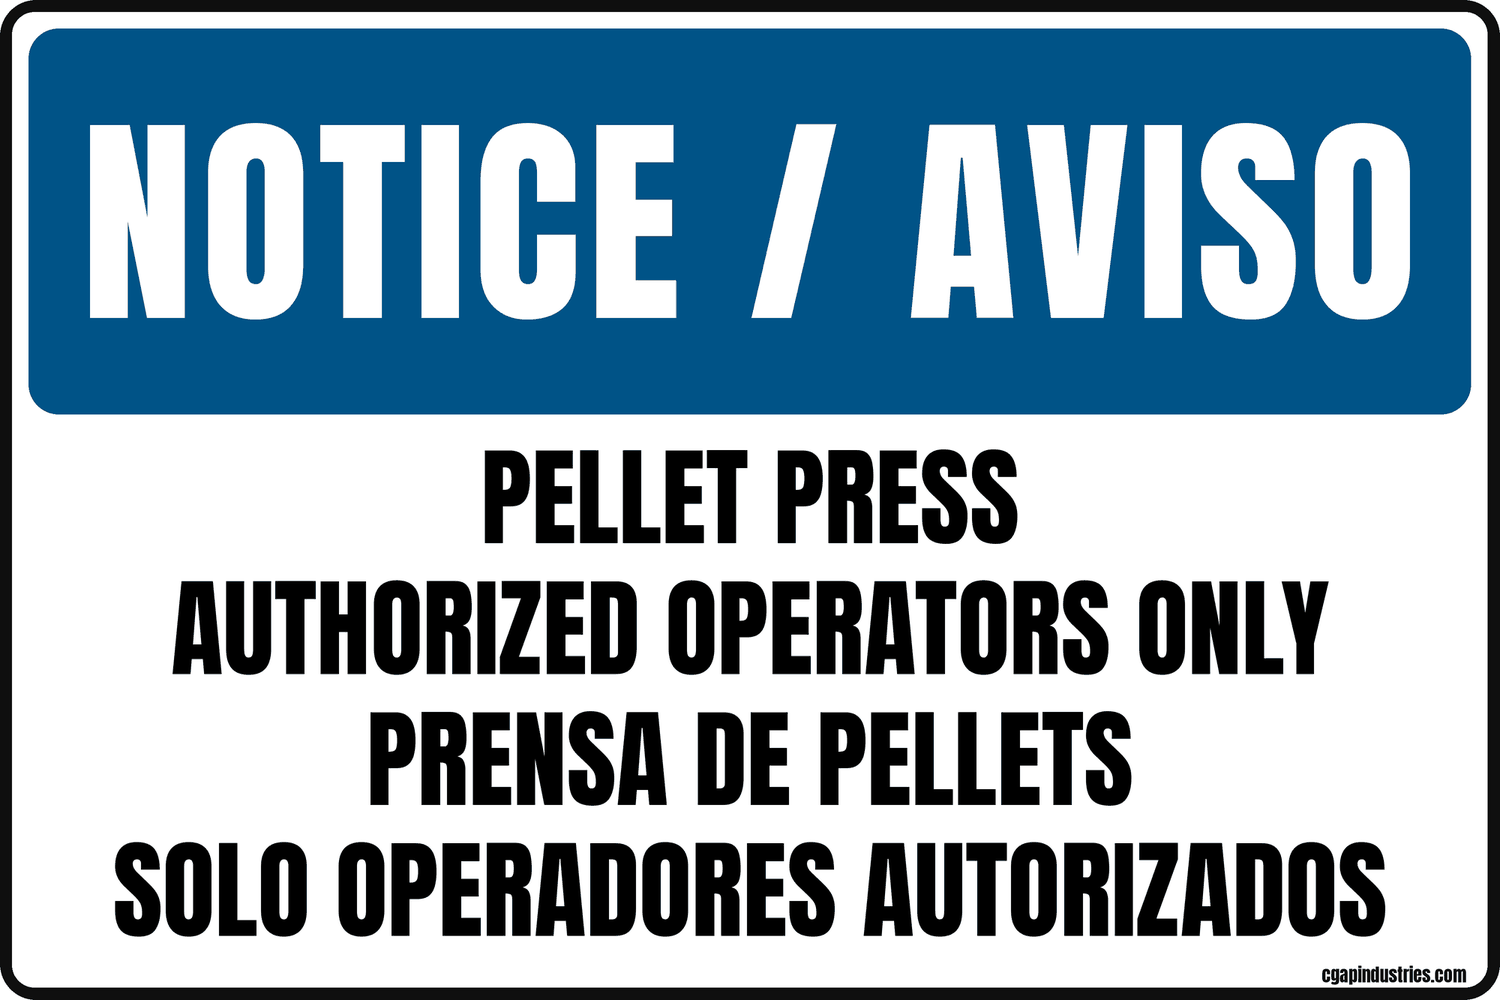 NOTICE / AVISO
PELLET PRESS
AUTHORIZED OPERATORS ONLY
PRENSA DE PELLETS
SOLO OPERADORES AUTORIZADOS
cgapindustries.com